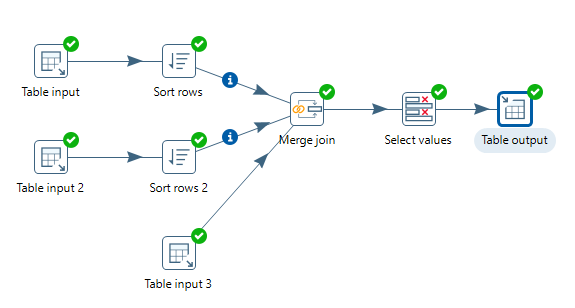 Table input
Sort rows
Merge join
Select values
Table output
Table input 2
Sort rows 2
Table input 3